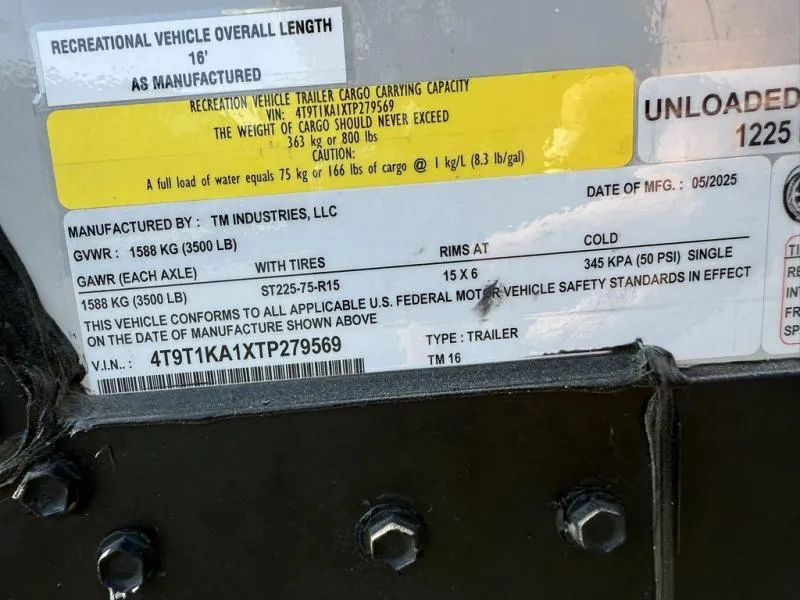 RECREATIONAL VEHICLE OVERALL LENGTH
16'
AS MANUFACTURED
RECREATION VEHICLE TRAILER CARGO CARRYING CAPACITY
VIN: 4T9T1KA1XTP279569
THE WEIGHT OF CARGO SHOULD NEVER EXCEED
363 kg or 800 lbs
CAUTION:
A full load of water equals 75 kg or 166 lbs of cargo @ 1 kg/L (8.3 lb/gal)
UNLOADED
1225
MANUFACTURED BY: TM INDUSTRIES, LLC
DATE OF MFG.: 05/2025
GVWR: 1588 KG (3500 LB)
GAWR (EACH AXLE) WITH TIRES RIMS AT COLD
1588 KG (3500 LB) ST225-75-R15 15 X 6 345 KPA (50 PSI) SINGLE
THIS VEHICLE CONFORMS TO ALL APPLICABLE U.S. FEDERAL MOTOR VEHICLE SAFETY STANDARDS IN EFFECT
ON THE DATE OF MANUFACTURE SHOWN ABOVE
V.I.N.: 4T9T1KA1XTP279569
TYPE: TRAILER
TM 16